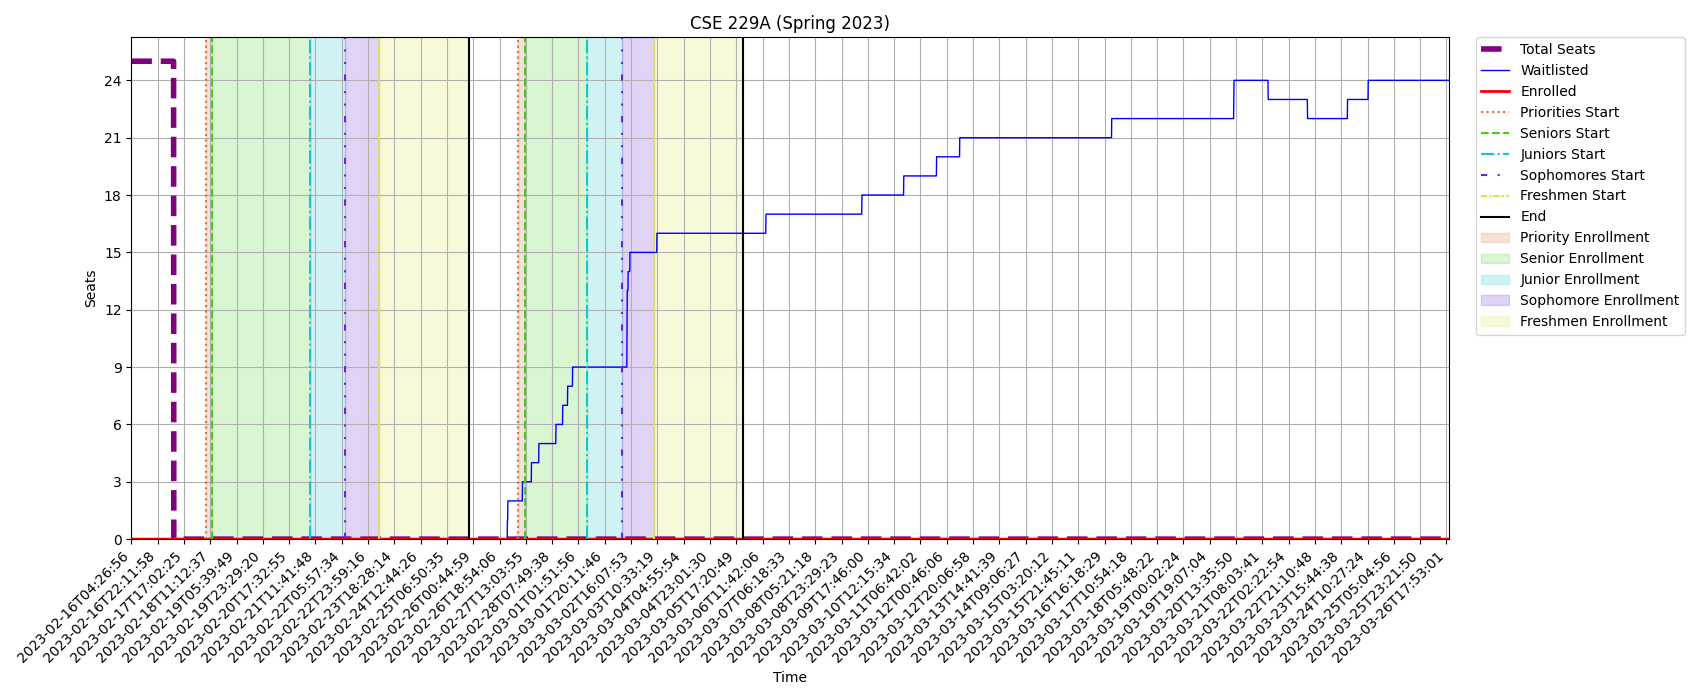 CSE 229A (Spring 2023)
Seats
24
21
18
15
12
9
6
3
0
2023-02-16T04:26:56
2023-02-16T22:11:58
2023-02-17T17:02:25
2023-02-18T11:12:37
2023-02-19T05:39:49
2023-02-19T23:29:20
2023-02-20T17:32:55
2023-02-21T11:41:48
2023-02-22T05:57:34
2023-02-22T23:59:16
2023-02-23T18:28:14
2023-02-24T12:44:26
2023-02-25T06:50:35
2023-02-26T00:44:59
2023-02-26T18:54:06
2023-02-27T13:03:55
2023-02-28T07:49:38
2023-03-01T01:51:56
2023-03-01T20:11:46
2023-03-02T16:07:53
2023-03-03T10:33:19
2023-03-04T04:55:54
2023-03-04T23:01:30
2023-03-05T17:20:49
2023-03-06T11:42:06
2023-03-07T06:18:33
2023-03-08T05:21:18
2023-03-08T23:29:23
2023-03-09T17:46:00
2023-03-10T12:15:34
2023-03-11T06:42:02
2023-03-12T00:46:06
2023-03-12T20:06:58
2023-03-13T14:41:39
2023-03-14T09:06:27
2023-03-15T03:20:12
2023-03-15T21:45:11
2023-03-16T16:18:29
2023-03-17T10:54:18
2023-03-18T05:48:22
2023-03-19T00:02:24
2023-03-19T19:07:04
2023-03-20T13:35:50
2023-03-21T08:03:41
2023-03-22T02:22:54
2023-03-22T21:10:48
2023-03-23T15:44:38
2023-03-24T10:27:24
2023-03-25T05:04:56
2023-03-25T23:21:50
2023-03-26T17:53:01
Time
Total Seats
Waitlisted
Enrolled
Priorities Start
Seniors Start
Juniors Start
Sophomores Start
Freshmen Start
End
Priority Enrollment
Senior Enrollment
Junior Enrollment
Sophomore Enrollment
Freshmen Enrollment